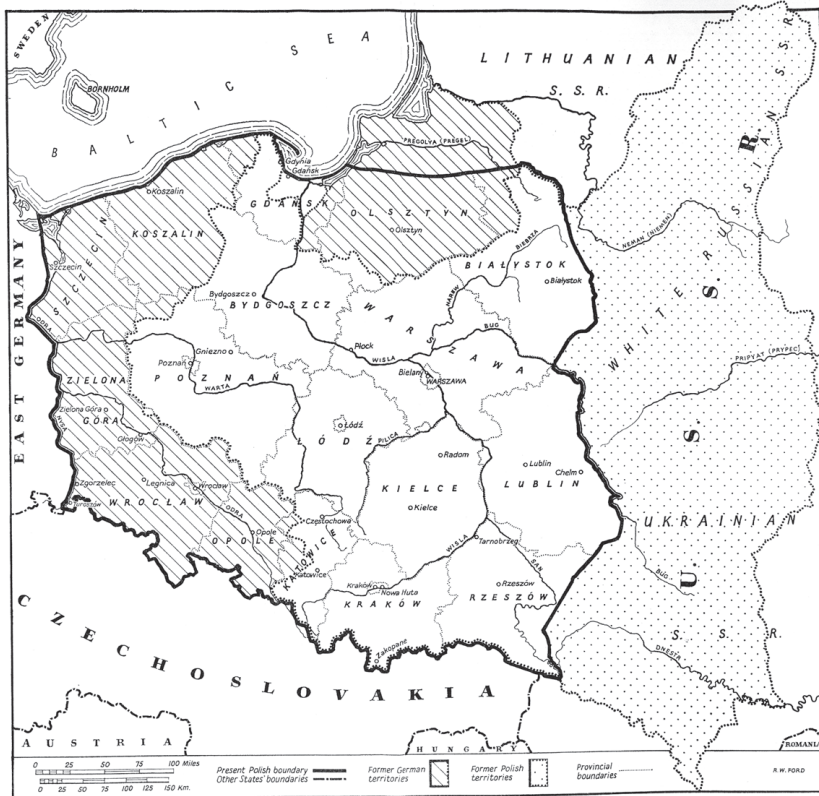 SWEDEN
BORNHOLM
BALTIC SEA
LITHUANIAN
S. S. R.
WHITE RUSSIAN S. S. R.
U. S. S. R.
PREGOLYA (PREGEL)
NEMAN (NIEMEN)
Gdynia
Gdańsk
GDAŃSK
Koszalin
KOSZALIN
OLSZTYN
Olsztyn
Szczecin
SZCZECIN
BIEBRZA
BIAŁYSTOK
Białystok
NAREW
Bydgoszcz
BYDGOSZCZ
WARSZAWA
BUG
EAST GERMANY
ODRA
Płock
WISŁA
PRIPYAT (PRYPEĆ)
Gniezno
Poznań
POZNAŃ
WARTA
Bielany
WARSZAWA
ZIELONA
GÓRA
Zielona Góra
NYSA
Głogów
Łódź
ŁÓDŹ
PILICA
Radom
Lublin
Chełm
LUBLIN
KIELCE
Kielce
Zgorzelec
Legnica
Wrocław
Turoszów
WROCŁAW
ODRA
Opole
OPOLE
Częstochowa
KATOWICE
Katowice
UKRAINIAN
S. S. R.
WISŁA
Tarnobrzeg
SAN
BUG
Kraków
Nowa Huta
KRAKÓW
Rzeszów
RZESZÓW
DNESTR
Zakopane
CZECHOSLOVAKIA
AUSTRIA
HUNGARY
ROMANIA
0 25 50 75 100 Miles
0 25 50 75 100 125 150 Km.
Present Polish boundary
Other States' boundaries
Former German
territories
Former Polish
territories
Provincial
boundaries
R.W. FORD